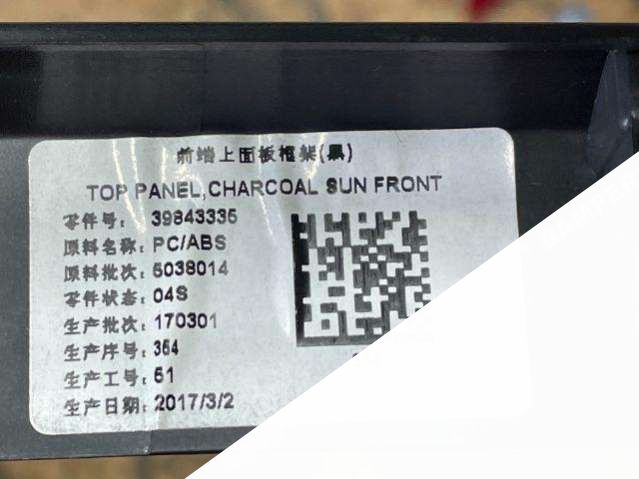 前端上面板框架(黑)
TOP PANEL,CHARCOAL SUN FRONT
零件号: 39843335
原料名称: PC/ABS
原料批次: 5038014
零件状态: 04S
生产批次: 170301
生产序号: 354
生产工号: 51
生产日期: 2017/3/2